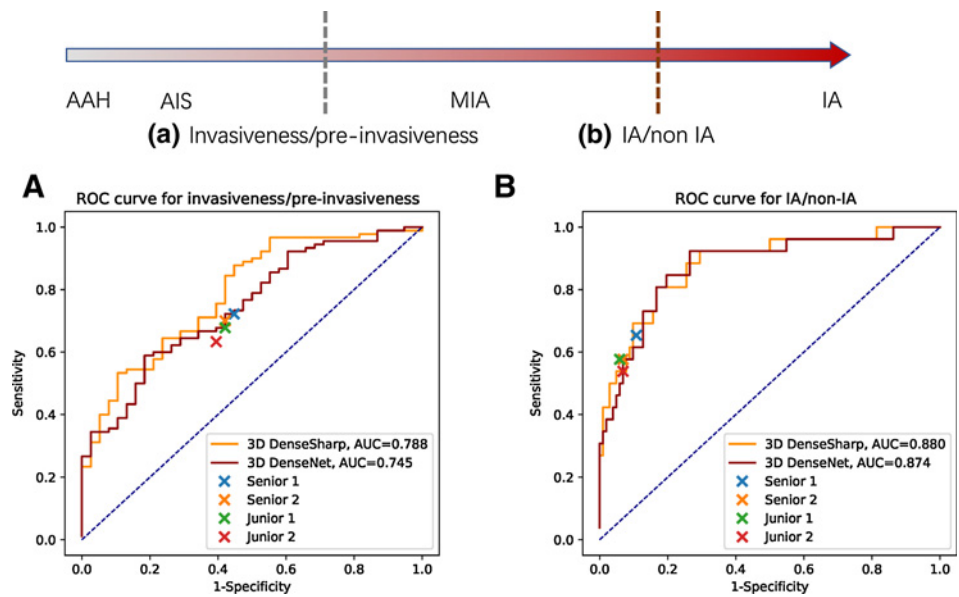 AAH AIS MIA IA
(a) Invasiveness/pre-invasiveness (b) IA/non IA
A
ROC curve for invasiveness/pre-invasiveness
1.0
0.8
0.6
0.4
0.2
0.0
Sensitivity
3D DenseSharp, AUC=0.788
3D DenseNet, AUC=0.745
Senior 1
Senior 2
Junior 1
Junior 2
0.0 0.2 0.4 0.6 0.8 1.0
1-Specificity
B
ROC curve for IA/non-IA
1.0
0.8
0.6
0.4
0.2
0.0
Sensitivity
3D DenseSharp, AUC=0.880
3D DenseNet, AUC=0.874
Senior 1
Senior 2
Junior 1
Junior 2
0.0 0.2 0.4 0.6 0.8 1.0
1-Specificity